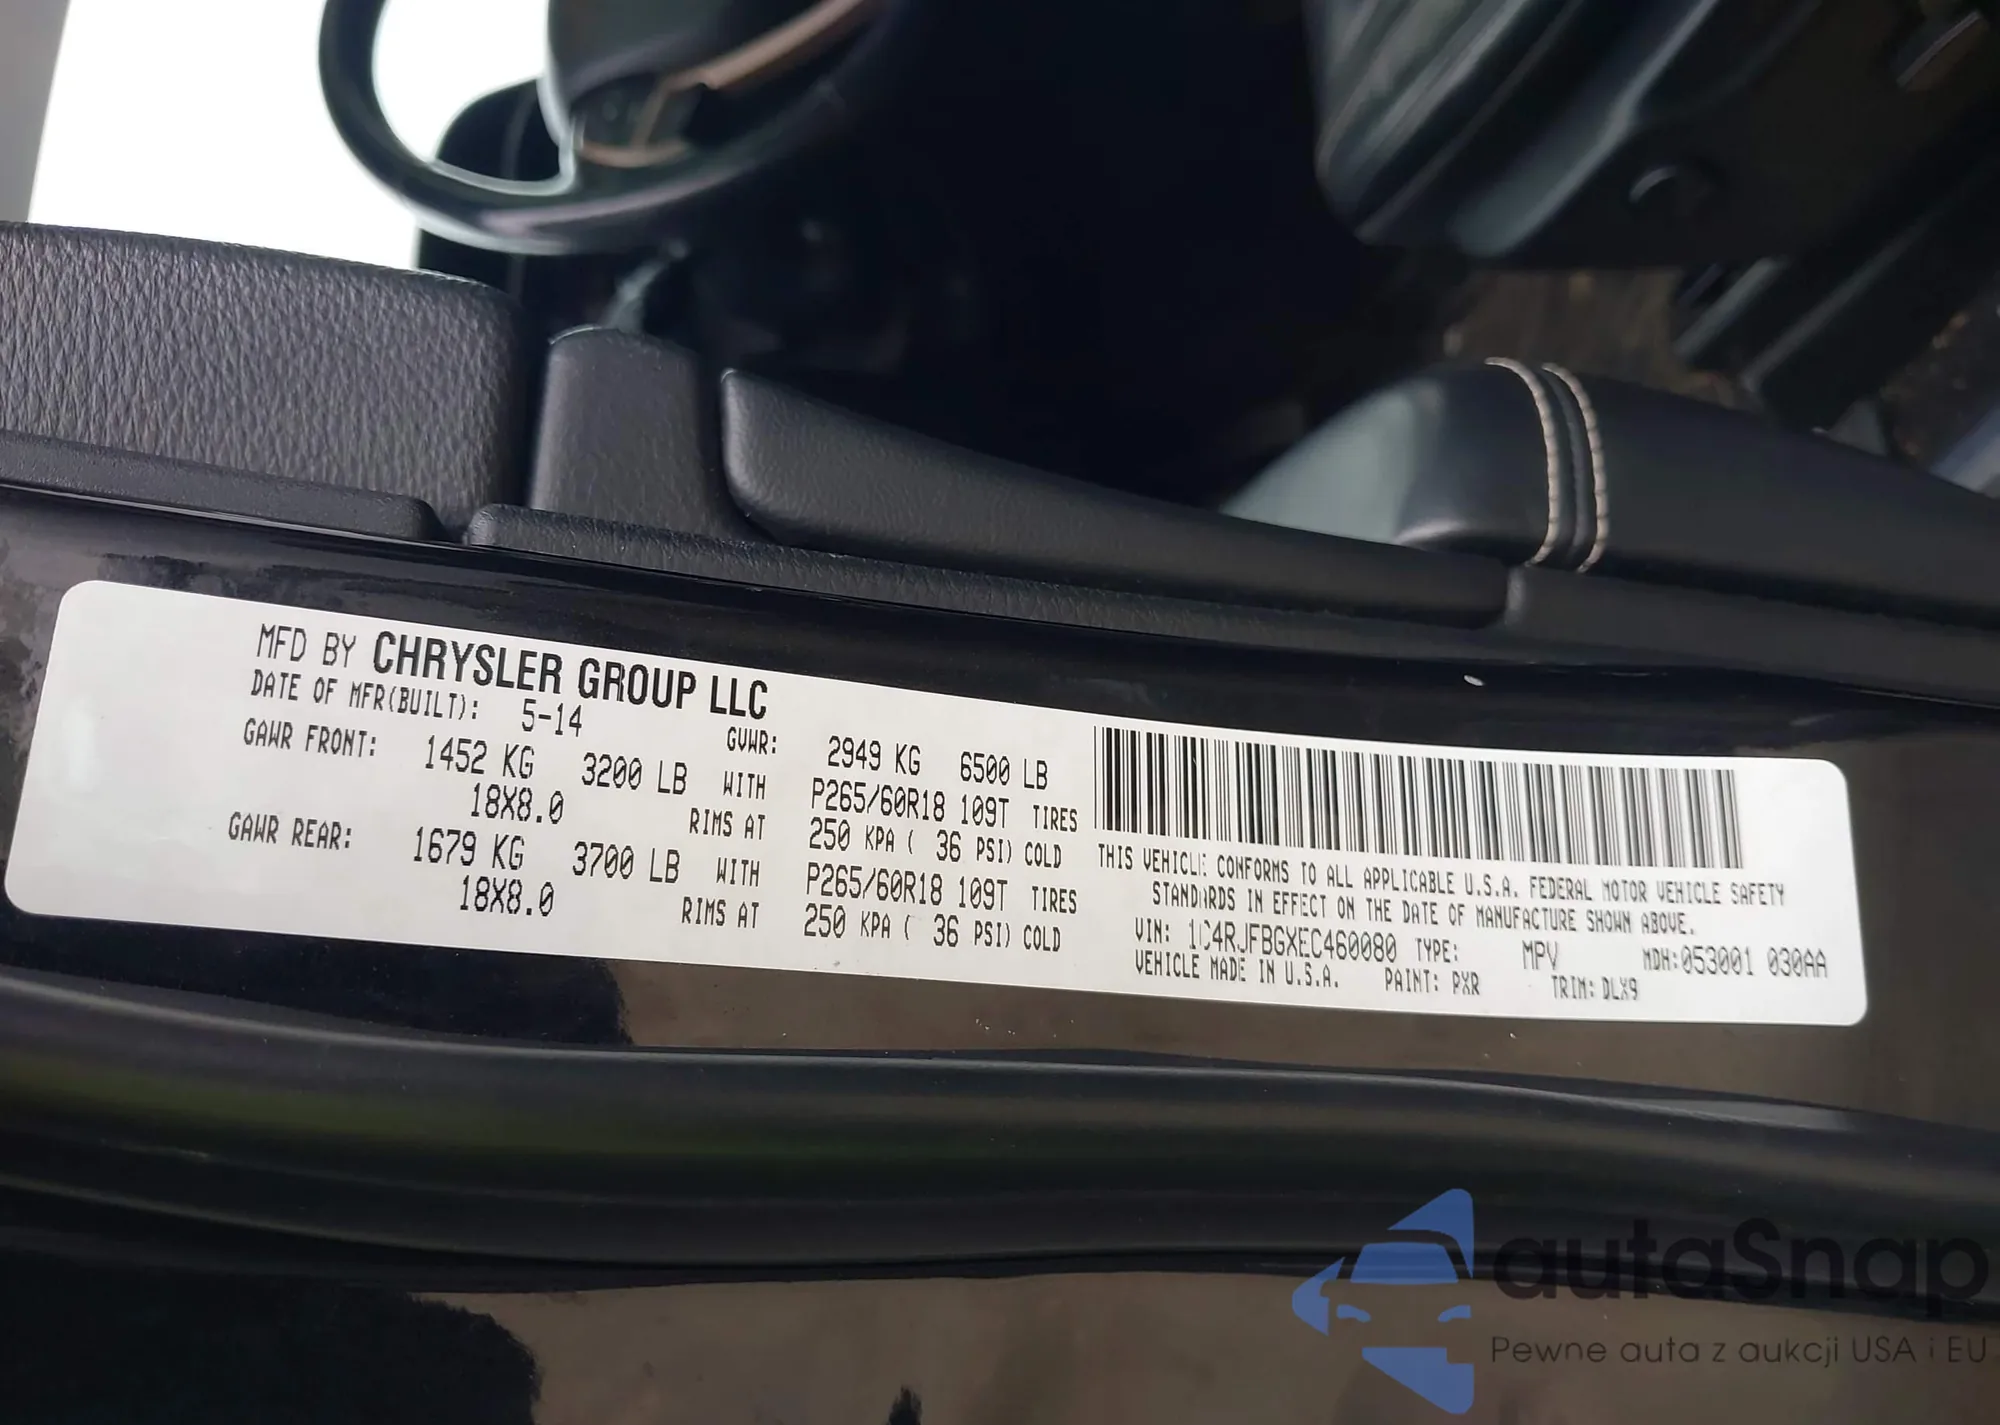 MFD BY CHRYSLER GROUP LLC
DATE OF MFR(BUILT): 5-14 GVWR: 2949 KG 6500 LB
GAWR FRONT: 1452 KG 3200 LB WITH P265/60R18 109T TIRES
18X8.0 RIMS AT 250 KPA ( 36 PSI) COLD
GAWR REAR: 1679 KG 3700 LB WITH P265/60R18 109T TIRES
18X8.0 RIMS AT 250 KPA ( 36 PSI) COLD
THIS VEHICLE CONFORMS TO ALL APPLICABLE U.S.A. FEDERAL MOTOR VEHICLE SAFETY
STANDARDS IN EFFECT ON THE DATE OF MANUFACTURE SHOWN ABOVE.
VIN: 1C4RJFBGXEC460080 TYPE: MPV MDH:053001 030AA
VEHICLE MADE IN U.S.A. PAINT: PXR TRIM: DLX9
autaSnap
Pewne auta z aukcji USA i EU